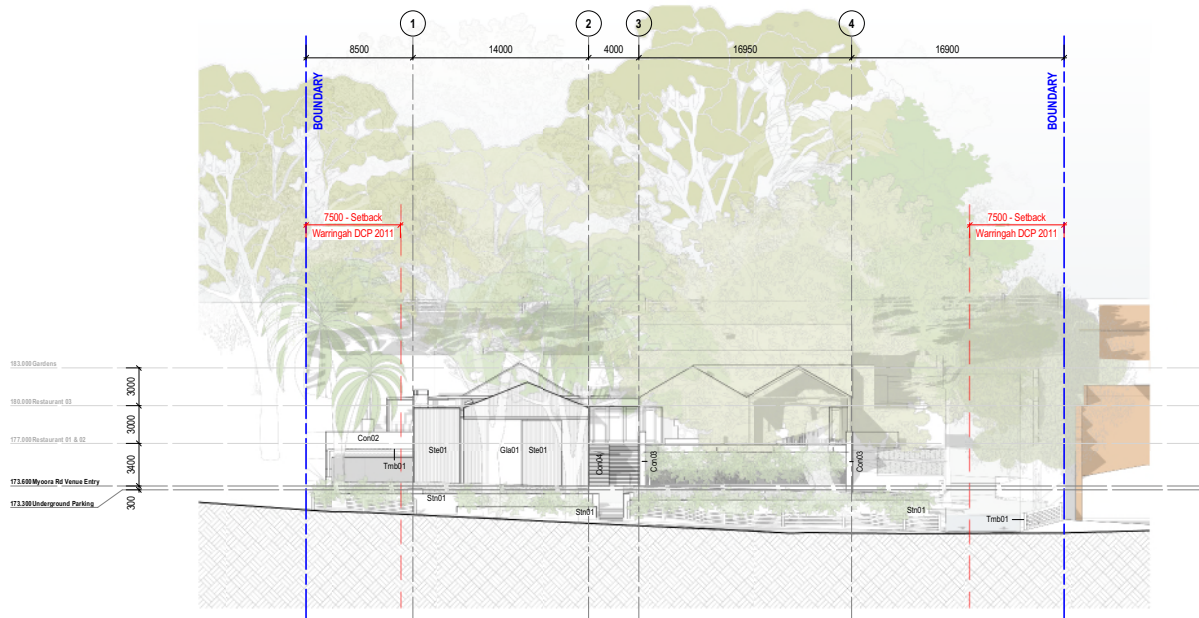 1
2
3
4
8500
14000
4000
16950
16900
BOUNDARY
BOUNDARY
7500 - Setback
Warringah DCP 2011
7500 - Setback
Warringah DCP 2011
183.000 Gardens
3000
180.000 Restaurant 03
3000
177.000 Restaurant 01 & 02
3400
173.600 Myoora Rd Venue Entry
173.300 Underground Parking
300
Con02
Tmb01
Ste01
Gla01
Ste01
Con04
Con03
Con03
Stn01
Stn01
Stn01
Tmb01